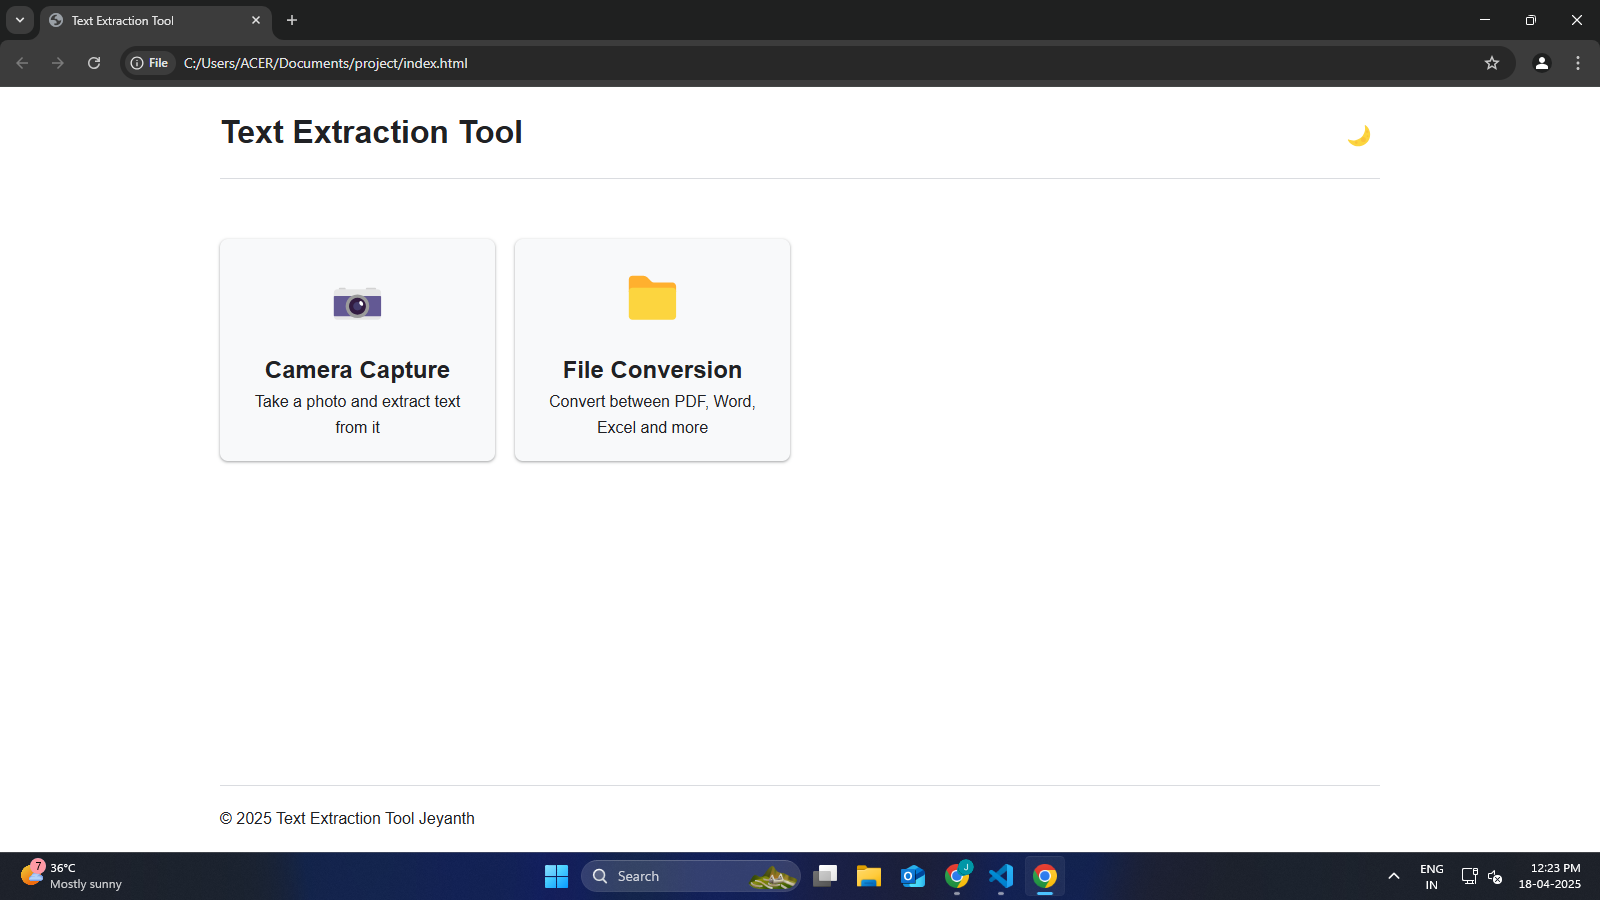 Text Extraction Tool
File
C:/Users/ACER/Documents/project/index.html
Text Extraction Tool
Camera Capture
Take a photo and extract text
from it
File Conversion
Convert between PDF, Word,
Excel and more
© 2025 Text Extraction Tool Jeyanth
7
36°C
Mostly sunny
Search
J
ENG
IN
12:23 PM
18-04-2025